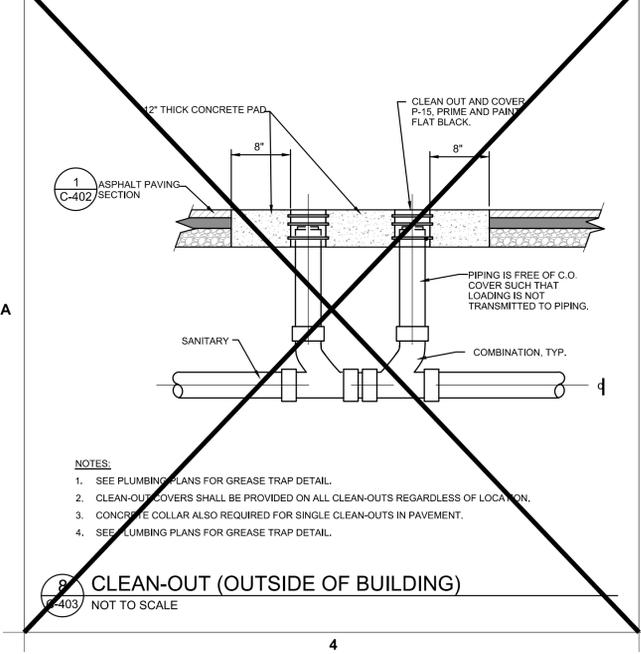 12" THICK CONCRETE PAD
CLEAN OUT AND COVER
P-15, PRIME AND PAINT
FLAT BLACK.
8"
8"
1
C-402
ASPHALT PAVING
SECTION
PIPING IS FREE OF C.O.
COVER SUCH THAT
LOADING IS NOT
TRANSMITTED TO PIPING.
A
SANITARY
COMBINATION, TYP.
NOTES:
1. SEE PLUMBING PLANS FOR GREASE TRAP DETAIL.
2. CLEAN-OUT COVERS SHALL BE PROVIDED ON ALL CLEAN-OUTS REGARDLESS OF LOCATION.
3. CONCRETE COLLAR ALSO REQUIRED FOR SINGLE CLEAN-OUTS IN PAVEMENT.
4. SEE PLUMBING PLANS FOR GREASE TRAP DETAIL.
8
C-403
CLEAN-OUT (OUTSIDE OF BUILDING)
NOT TO SCALE
4